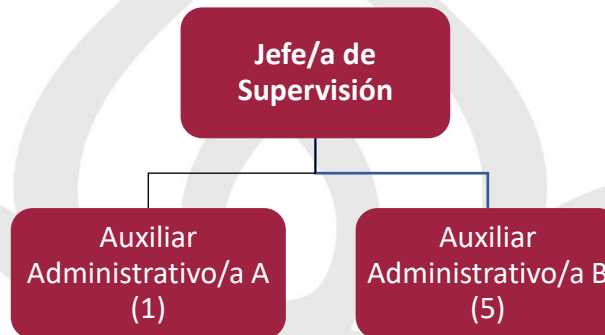 Jefe/a de
Supervisión
Auxiliar
Administrativo/a A
(1)
Auxiliar
Administrativo/a B
(5)